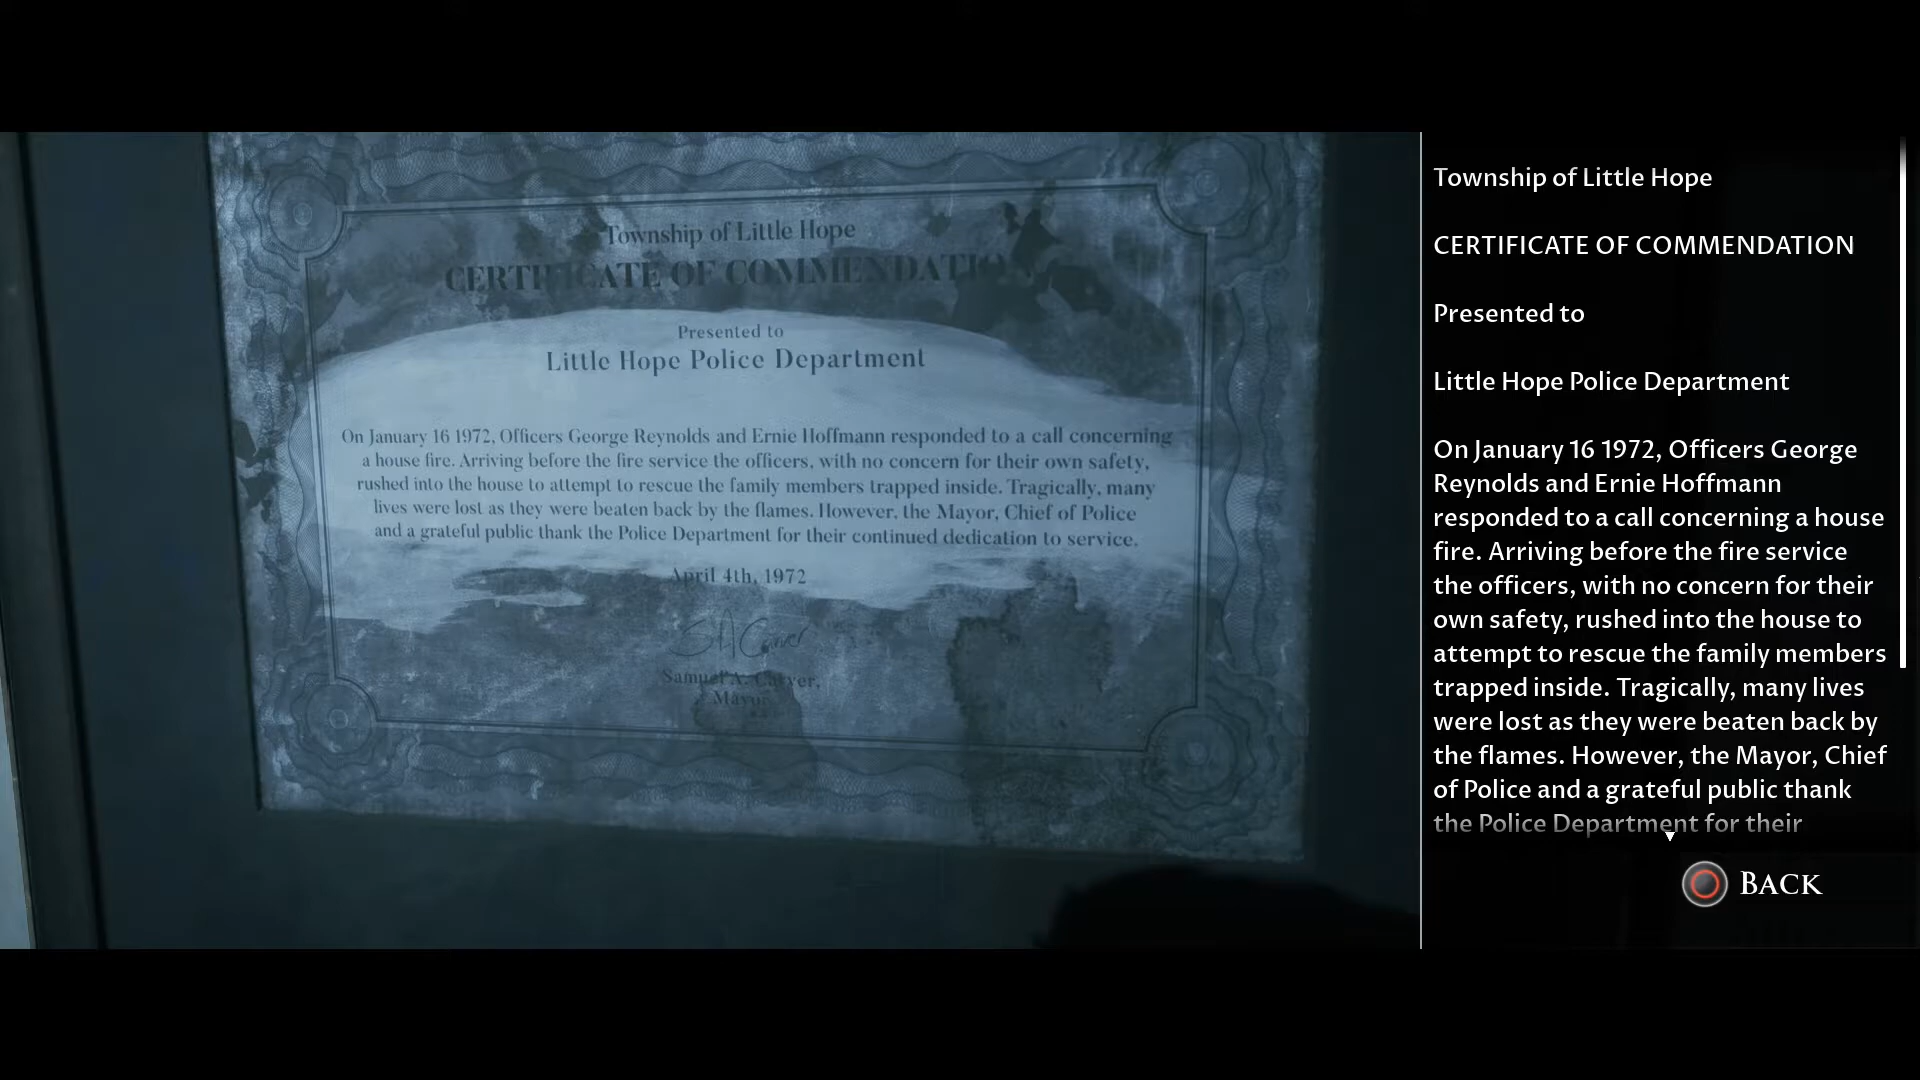 Township of Little Hope
CERTIFICATE OF COMMENDATION
Presented to
Little Hope Police Department
On January 16 1972, Officers George Reynolds and Ernie Hoffmann responded to a call concerning
a house fire. Arriving before the fire service the officers, with no concern for their own safety,
rushed into the house to attempt to rescue the family members trapped inside. Tragically, many
lives were lost as they were beaten back by the flames. However, the Mayor, Chief of Police
and a grateful public thank the Police Department for their continued dedication to service.
April 4th, 1972
Samuel A. Carver,
Mayor
Township of Little Hope
CERTIFICATE OF COMMENDATION
Presented to
Little Hope Police Department
On January 16 1972, Officers George
Reynolds and Ernie Hoffmann
responded to a call concerning a house
fire. Arriving before the fire service
the officers, with no concern for their
own safety, rushed into the house to
attempt to rescue the family members
trapped inside. Tragically, many lives
were lost as they were beaten back by
the flames. However, the Mayor, Chief
of Police and a grateful public thank
the Police Department for their
BACK